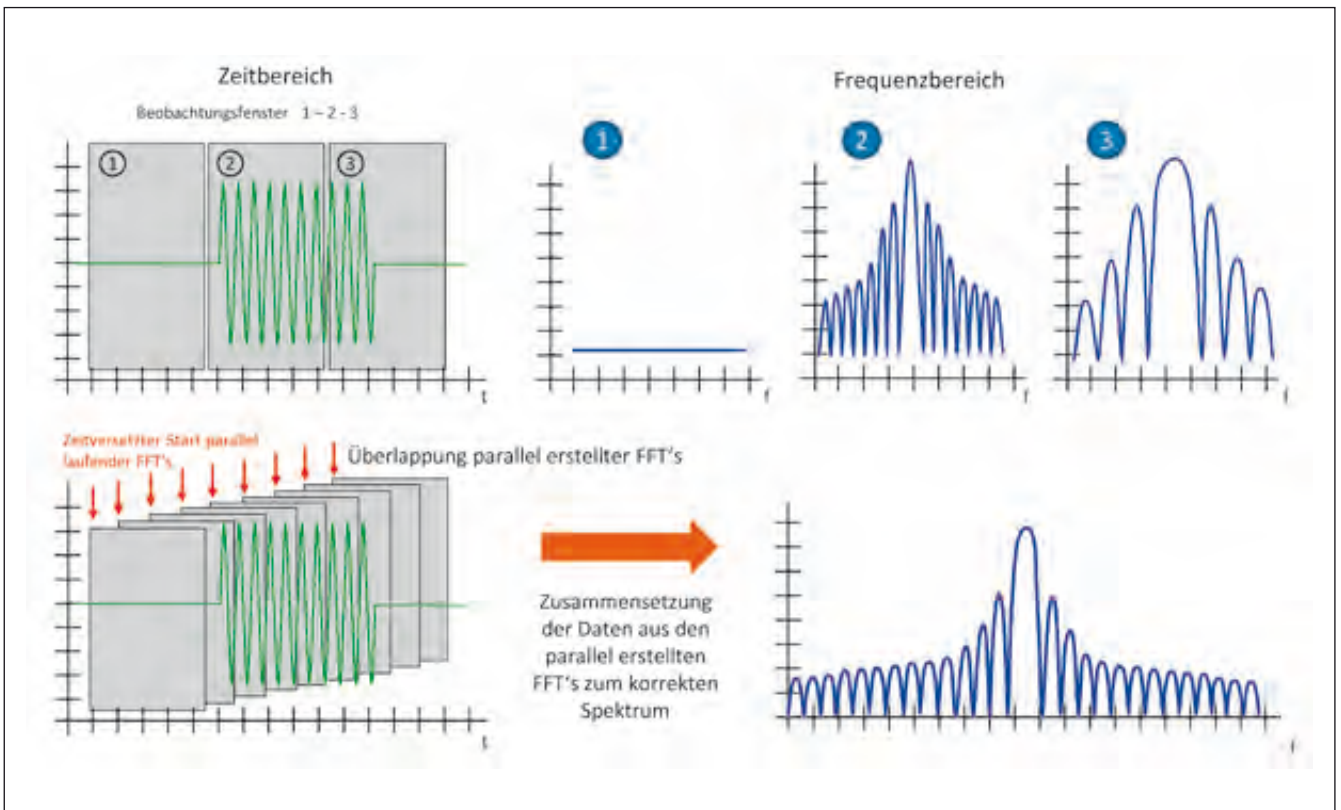 Zeitbereich
Beobachtungsfenster 1 – 2 - 3
1
2
3
t
Frequenzbereich
1
f
2
f
3
f
Zeitversetzter Start parallel
laufender FFT's
Überlappung parallel erstellter FFT's
t
Zusammensetzung
der Daten aus den
parallel erstellten
FFT's zum korrekten
Spektrum
f